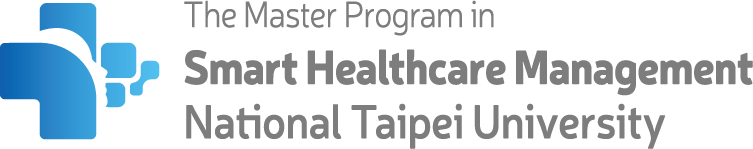 The Master Program in
Smart Healthcare Management
National Taipei University